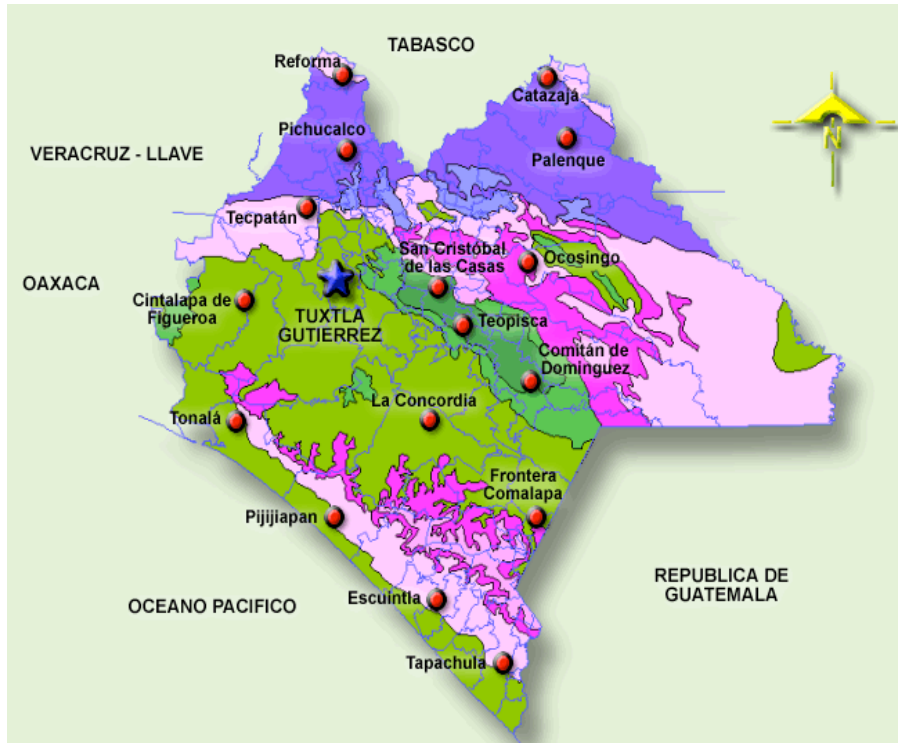 TABASCO
Reforma
Catazajá
Pichucalco
Palenque
VERACRUZ - LLAVE
N
Tecpatán
San Cristóbal
de las Casas
Ocosingo
OAXACA
Cintalapa de
Figueroa
TUXTLA
GUTIERREZ
Teopisca
Comitán de
Dominguez
La Concordia
Tonalá
Frontera
Comalapa
Pijijiapan
REPUBLICA DE
GUATEMALA
OCEANO PACIFICO
Escuintla
Tapachula